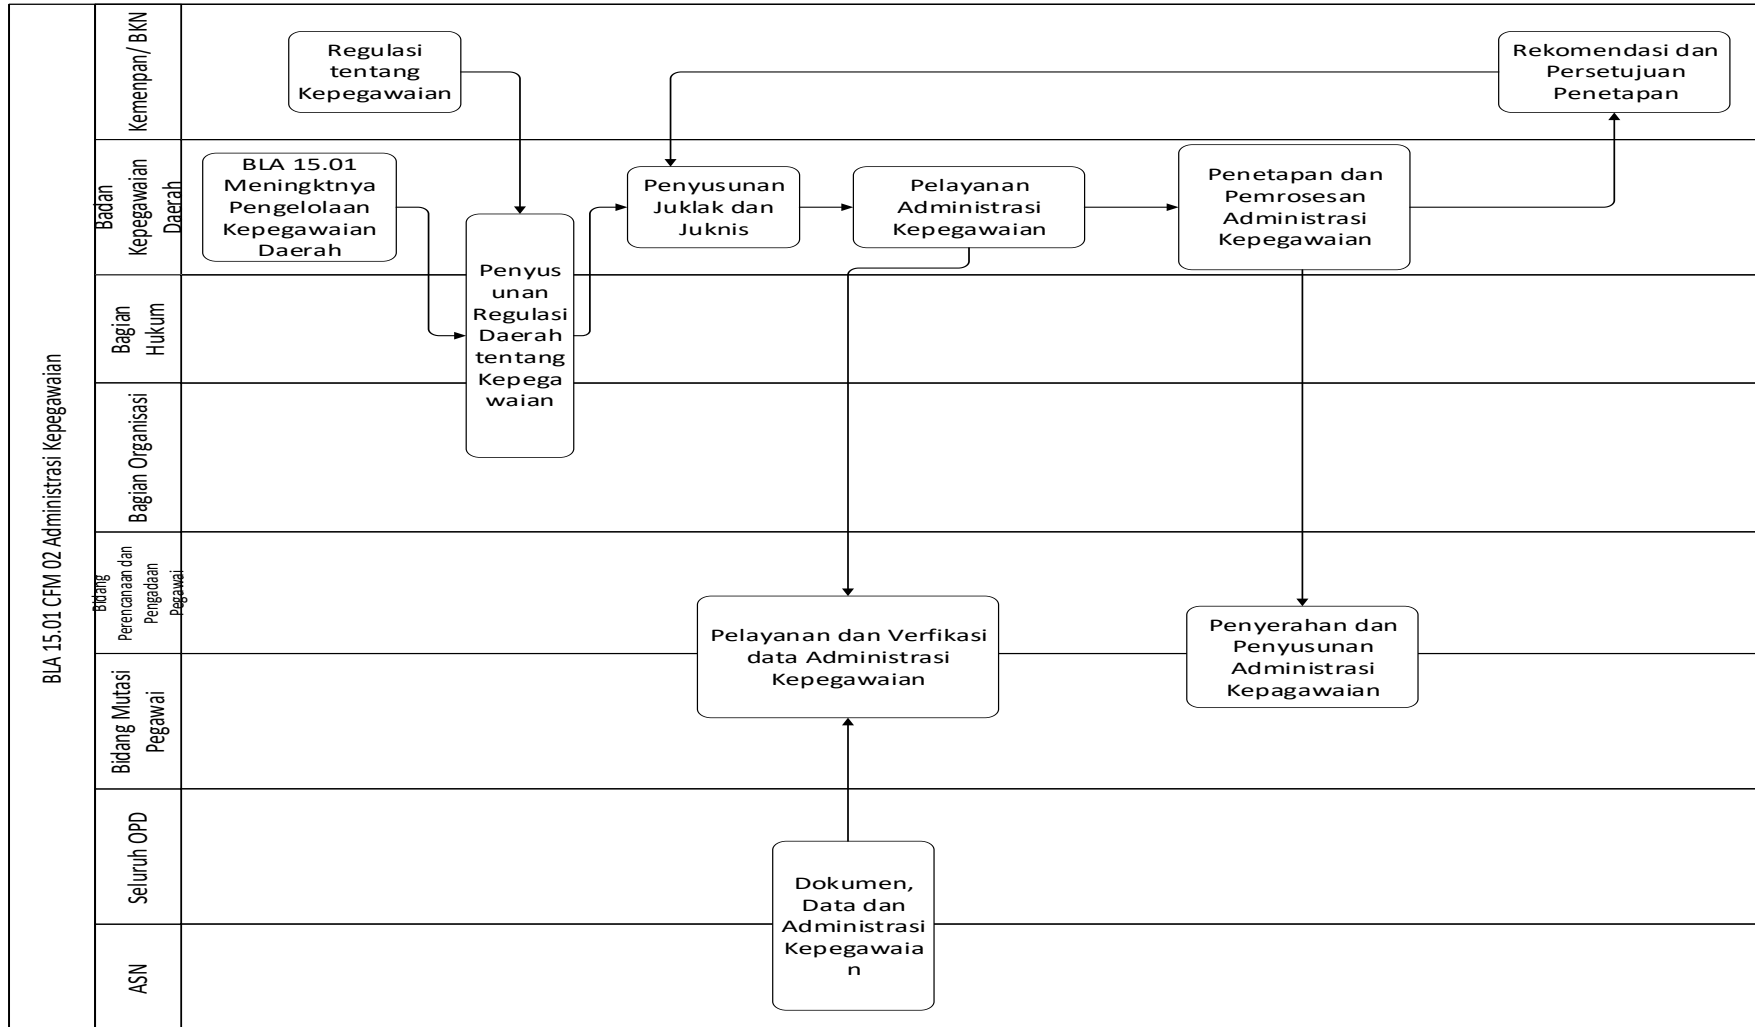 BLA 15.01 CFM 02 Administrasi Kepegawaian
Kemenpan/ BKN
Regulasi
tentang
Kepegawaian
Rekomendasi dan
Persetujuan
Penetapan
Badan
Kepegawaian
Daerah
BLA 15.01
Meningktnya
Pengelolaan
Kepegawaian
Daerah
Penyusunan
Juklak dan
Juknis
Pelayanan
Administrasi
Kepegawaian
Penetapan dan
Pemrosesan
Administrasi
Kepegawaian
Penyus
unan
Regulasi
Daerah
tentang
Kepega
waian
Bagian
Hukum
Bagian Organisasi
Bidang
Perencanaan dan
Pengadaan
Pegawai
Pelayanan dan Verfikasi
data Administrasi
Kepegawaian
Penyerahan dan
Penyusunan
Administrasi
Kepagawaian
Bidang Mutasi
Pegawai
Seluruh OPD
Dokumen,
Data dan
Administrasi
Kepegawaia
n
ASN